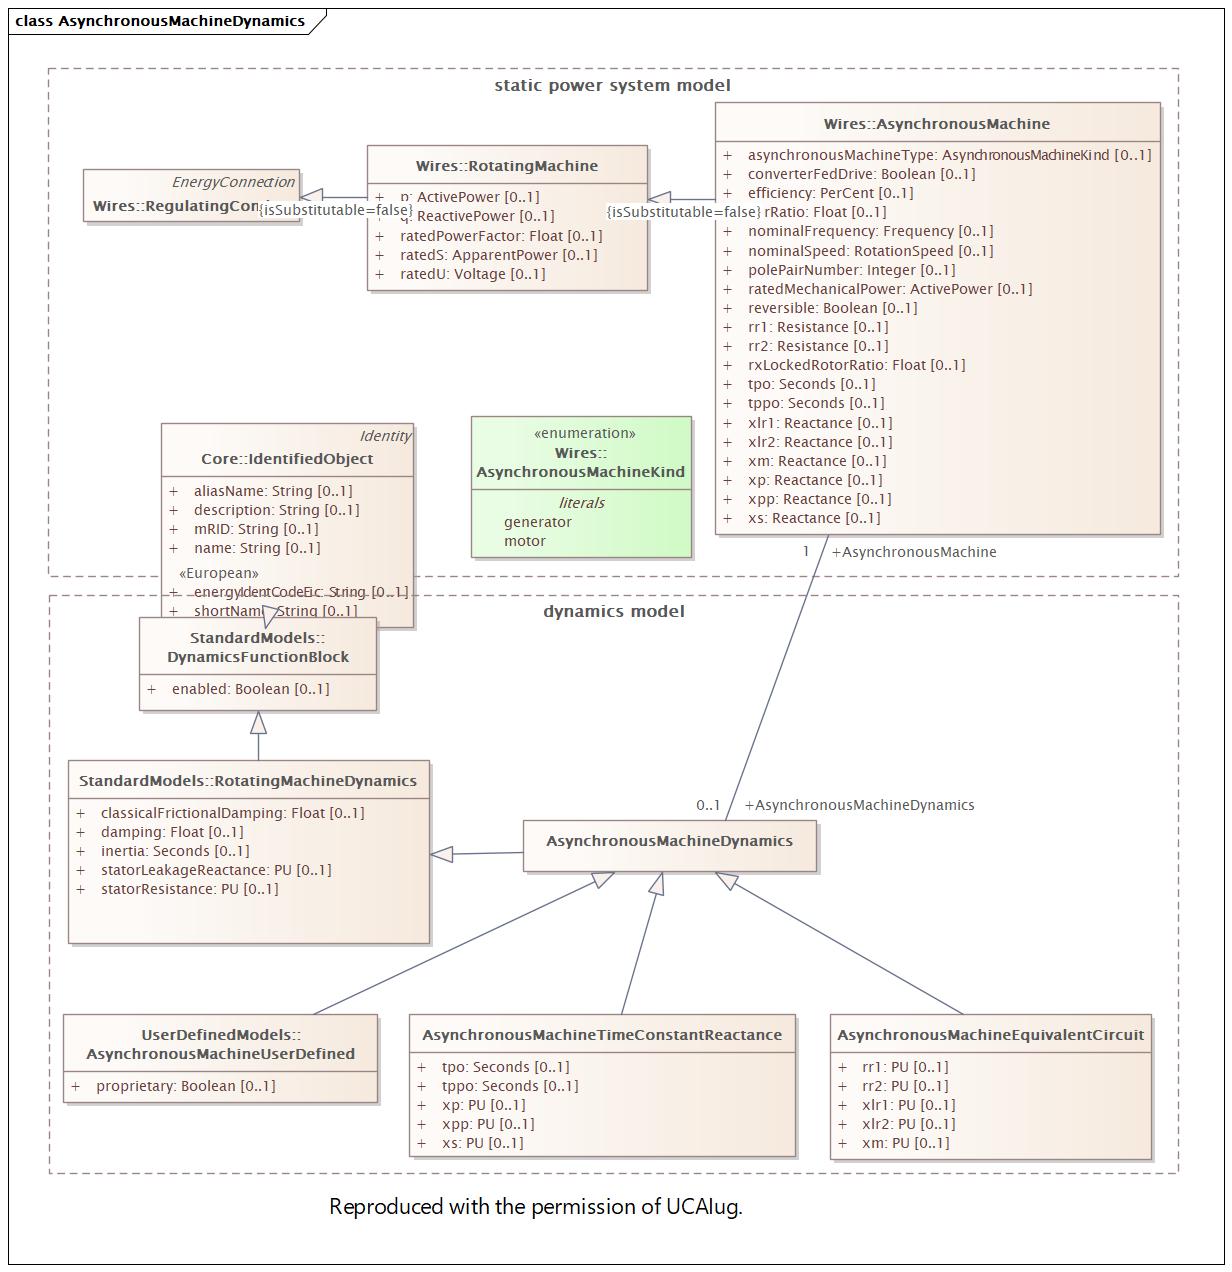 class AsynchronousMachineDynamics
static power system model
EnergyConnection
Wires::RegulatingCon
{isSubstitutable=false}
Wires::RotatingMachine
+ p: ActivePower [0..1]
+ q: ReactivePower [0..1]
+ ratedPowerFactor: Float [0..1]
+ ratedS: ApparentPower [0..1]
+ ratedU: Voltage [0..1]
{isSubstitutable=false}
Wires::AsynchronousMachine
+ asynchronousMachineType: AsynchronousMachineKind [0..1]
+ converterFedDrive: Boolean [0..1]
+ efficiency: PerCent [0..1]
rRatio: Float [0..1]
+ nominalFrequency: Frequency [0..1]
+ nominalSpeed: RotationSpeed [0..1]
+ polePairNumber: Integer [0..1]
+ ratedMechanicalPower: ActivePower [0..1]
+ reversible: Boolean [0..1]
+ rr1: Resistance [0..1]
+ rr2: Resistance [0..1]
+ rxLockedRotorRatio: Float [0..1]
+ tpo: Seconds [0..1]
+ tppo: Seconds [0..1]
+ xlr1: Reactance [0..1]
+ xlr2: Reactance [0..1]
+ xm: Reactance [0..1]
+ xp: Reactance [0..1]
+ xpp: Reactance [0..1]
+ xs: Reactance [0..1]
Identity
Core::IdentifiedObject
+ aliasName: String [0..1]
+ description: String [0..1]
+ mRID: String [0..1]
+ name: String [0..1]
«European»
+ energyIdentCodeEic: String [0..1]
+ shortName: String [0..1]
«enumeration»
Wires::
AsynchronousMachineKind
literals
generator
motor
1 +AsynchronousMachine
dynamics model
StandardModels::
DynamicsFunctionBlock
+ enabled: Boolean [0..1]
StandardModels::RotatingMachineDynamics
+ classicalFrictionalDamping: Float [0..1]
+ damping: Float [0..1]
+ inertia: Seconds [0..1]
+ statorLeakageReactance: PU [0..1]
+ statorResistance: PU [0..1]
0..1 +AsynchronousMachineDynamics
AsynchronousMachineDynamics
UserDefinedModels::
AsynchronousMachineUserDefined
+ proprietary: Boolean [0..1]
AsynchronousMachineTimeConstantReactance
+ tpo: Seconds [0..1]
+ tppo: Seconds [0..1]
+ xp: PU [0..1]
+ xpp: PU [0..1]
+ xs: PU [0..1]
AsynchronousMachineEquivalentCircuit
+ rr1: PU [0..1]
+ rr2: PU [0..1]
+ xlr1: PU [0..1]
+ xlr2: PU [0..1]
+ xm: PU [0..1]
Reproduced with the permission of UCAIug.